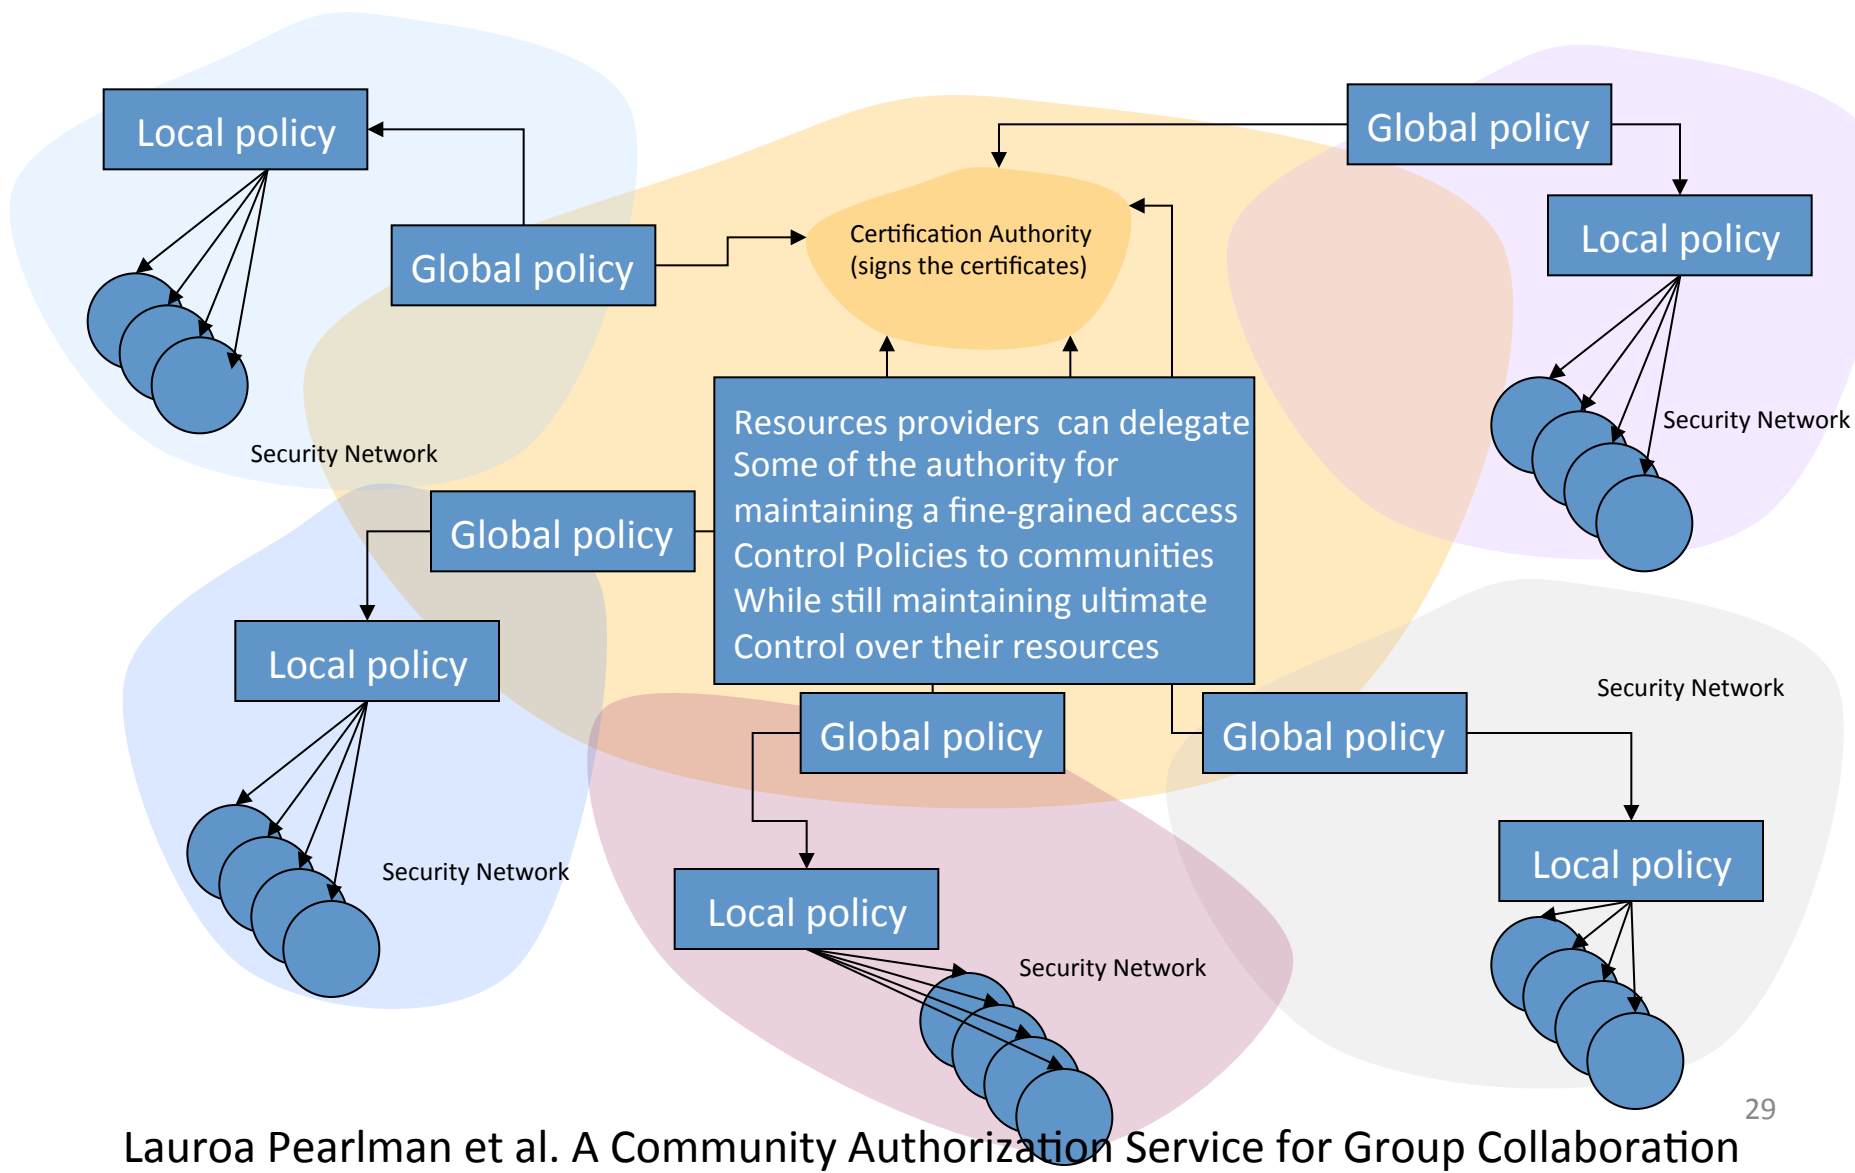 Local policy
Global policy
Global policy
Local policy
Certification Authority
(signs the certificates)
Security Network
Security Network
Resources providers  can delegate
Some of the authority for
maintaining a fine-grained access
Control Policies to communities
While still maintaining ultimate
Control over their resources
Global policy
Local policy
Security Network
Global policy
Local policy
Security Network
Global policy
Security Network
Local policy
29
Lauroa Pearlman et al. A Community Authorization Service for Group Collaboration